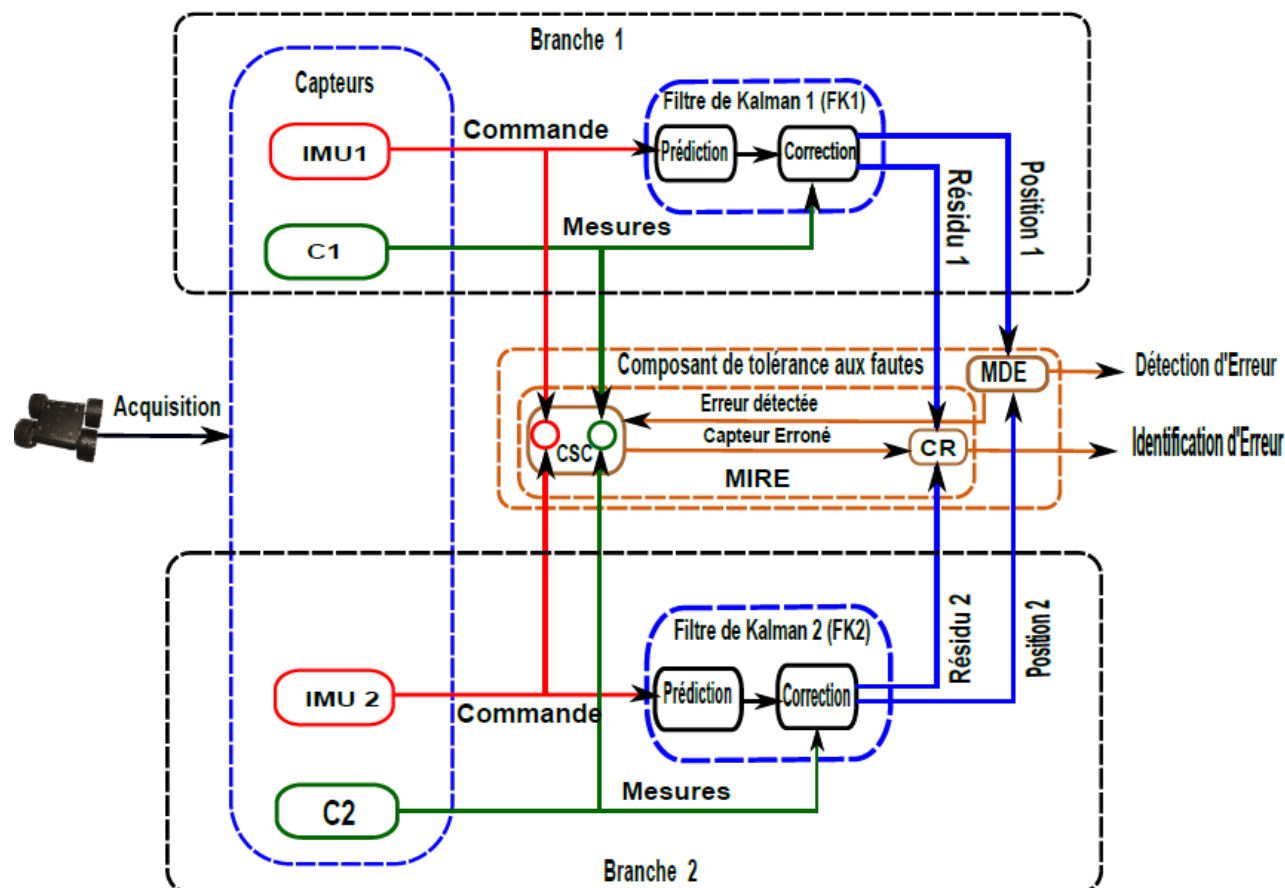 Branche 1
Capteurs
Filtre de Kalman 1 (FK1)
Commande
IMU1
Prédiction
Correction
Mesures
C1
Résidu 1
Position 1
Composant de tolérance aux fautes
MDE
Détection d'Erreur
Erreur détectée
Acquisition
Capteur Erroné
CSC
CR
Identification d'Erreur
MIRE
Résidu 2
Position 2
Filtre de Kalman 2 (FK2)
IMU 2
Prédiction
Correction
Commande
Mesures
C2
Branche 2